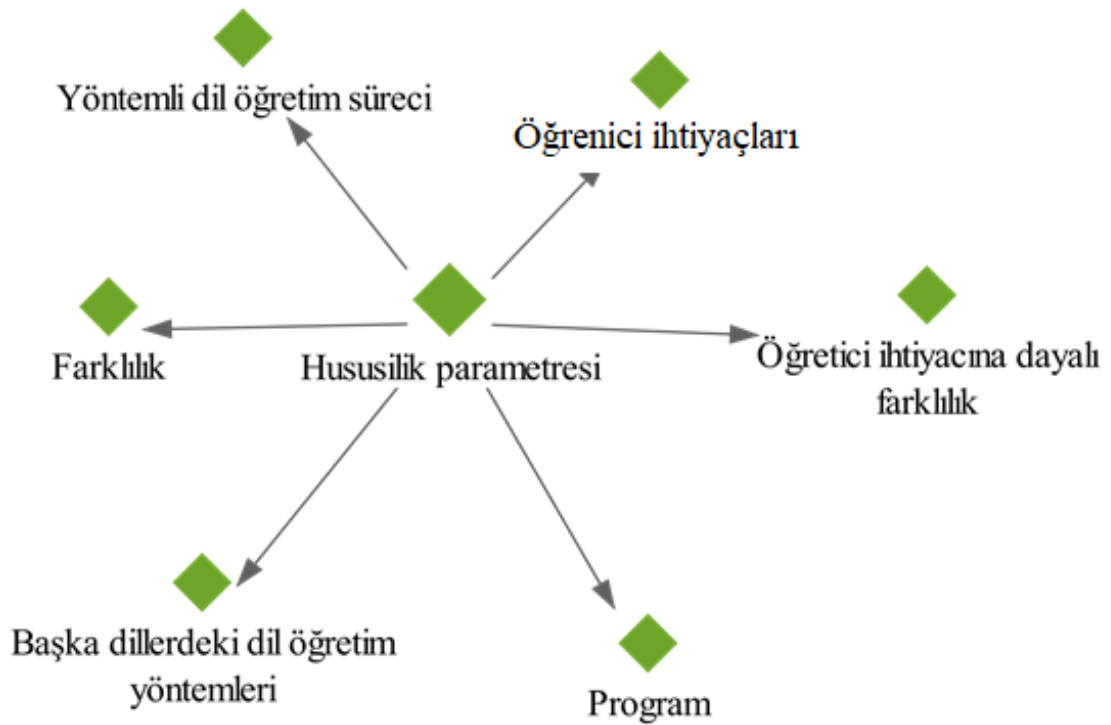 Yöntemli dil öğretim süreci
Öğrenici ihtiyaçları
Farklılık
Hususilik parametresi
Öğretici ihtiyacına dayalı
farklılık
Başka dillerdeki dil öğretim
yöntemleri
Program